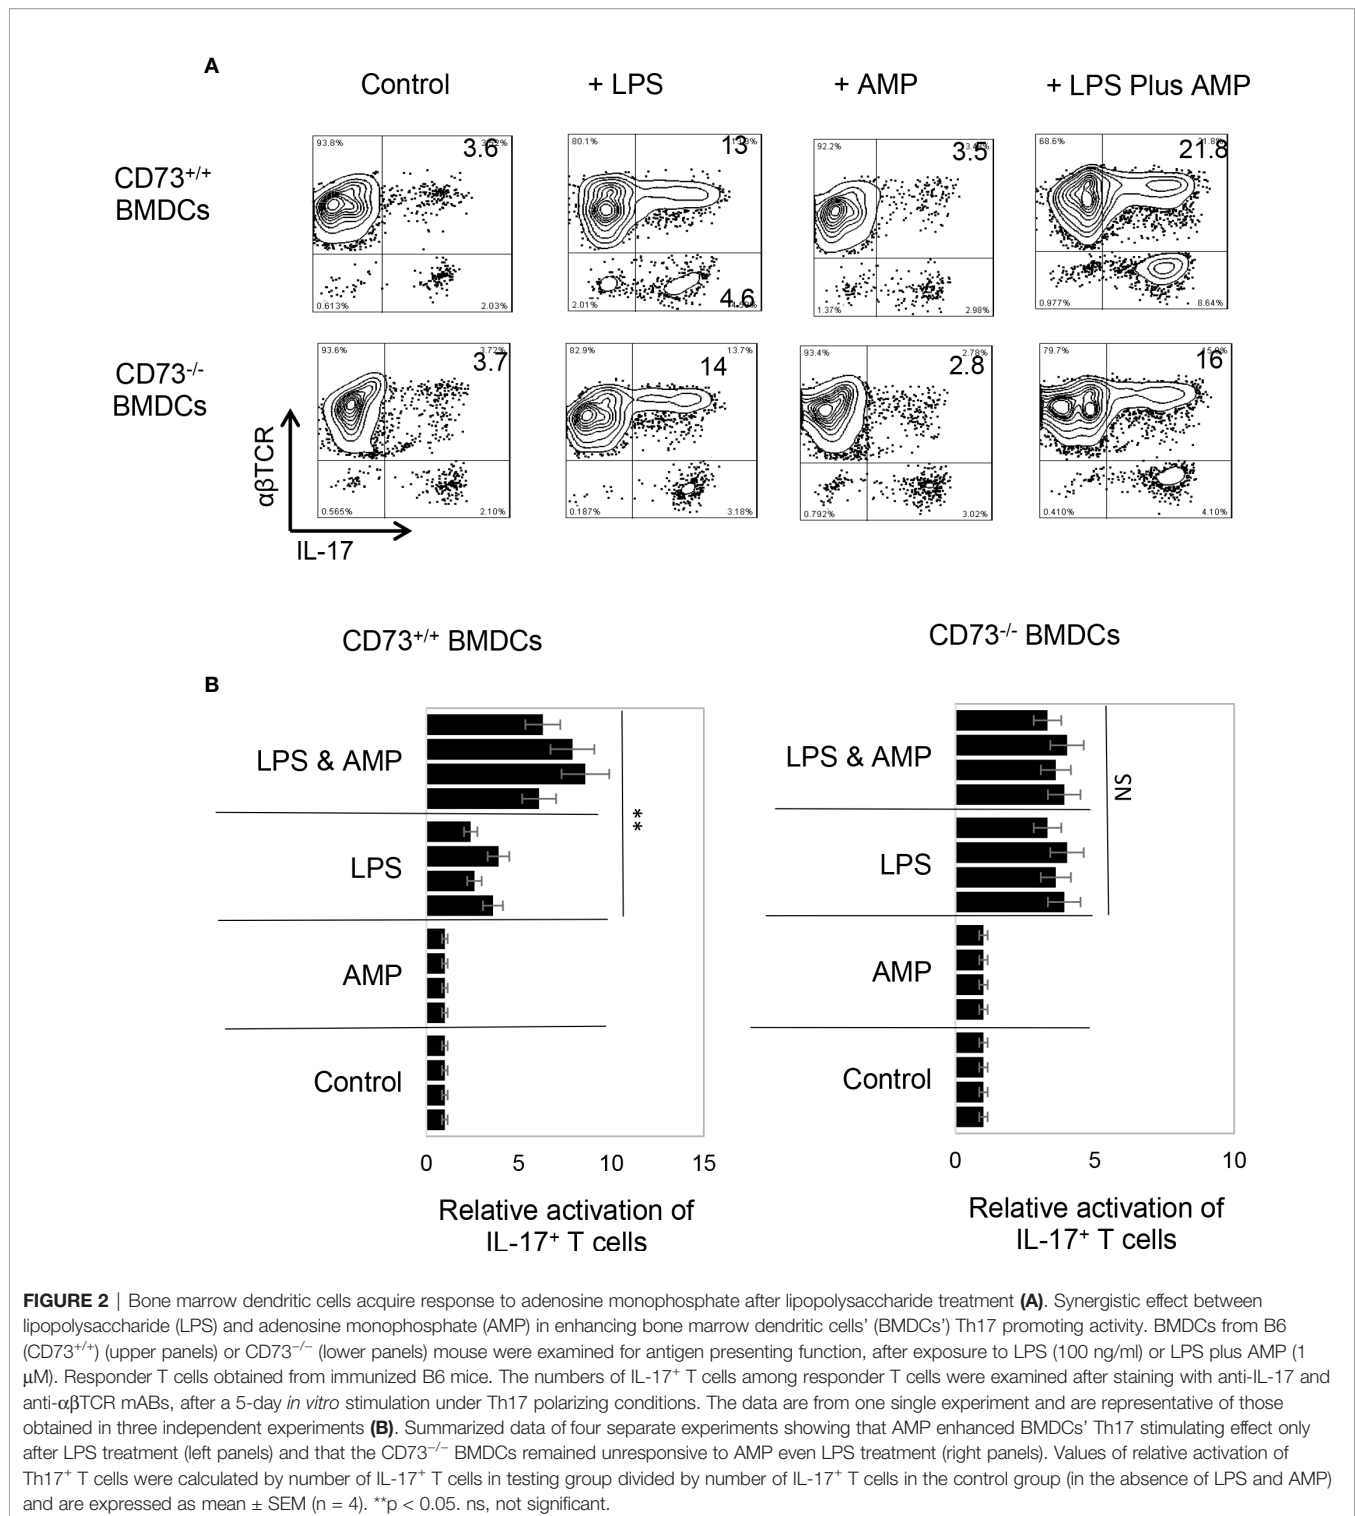 A
Control
+ LPS
+ AMP
+ LPS Plus AMP
CD73+/+
BMDCs
93.8%
3.6
0.613%
2.03%
80.1%
13
2.01%
4.6
92.2%
3.5
1.37%
2.98%
68.6%
21.8
0.977%
8.64%
CD73-/-
BMDCs
93.6%
3.72%
3.7
0.565%
2.10%
82.9%
13.7%
14
0.187%
3.18%
93.4%
2.78%
2.8
0.792%
3.02%
79.7%
16
0.410%
4.10%
αβTCR
IL-17
CD73+/+ BMDCs
CD73-/- BMDCs
B
LPS & AMP
LPS
AMP
Control
**
0 5 10 15
Relative activation of
IL-17+ T cells
LPS & AMP
LPS
AMP
Control
NS
0 5 10
Relative activation of
IL-17+ T cells
FIGURE 2 | Bone marrow dendritic cells acquire response to adenosine monophosphate after lipopolysaccharide treatment (A). Synergistic effect between
lipopolysaccharide (LPS) and adenosine monophosphate (AMP) in enhancing bone marrow dendritic cells’ (BMDCs’) Th17 promoting activity. BMDCs from B6
(CD73+/+) (upper panels) or CD73−/− (lower panels) mouse were examined for antigen presenting function, after exposure to LPS (100 ng/ml) or LPS plus AMP (1
μM). Responder T cells obtained from immunized B6 mice. The numbers of IL-17+ T cells among responder T cells were examined after staining with anti-IL-17 and
anti-αβTCR mABs, after a 5-day in vitro stimulation under Th17 polarizing conditions. The data are from one single experiment and are representative of those
obtained in three independent experiments (B). Summarized data of four separate experiments showing that AMP enhanced BMDCs’ Th17 stimulating effect only
after LPS treatment (left panels) and that the CD73−/− BMDCs remained unresponsive to AMP even LPS treatment (right panels). Values of relative activation of
Th17+ T cells were calculated by number of IL-17+ T cells in testing group divided by number of IL-17+ T cells in the control group (in the absence of LPS and AMP)
and are expressed as mean ± SEM (n = 4). **p < 0.05. ns, not significant.